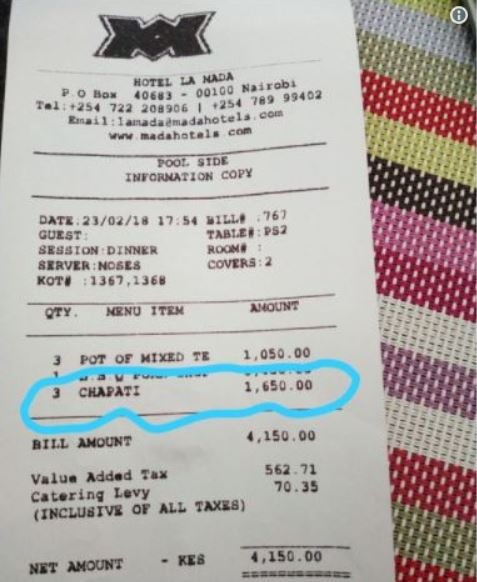 HOTEL LA MADA
P.O Box 40683 - 00100 Nairobi
Tel:+254 722 208906 | +254 789 99402
Email:lamada@madahotels.com
www.madahotels.com
POOL SIDE
INFORMATION COPY
DATE:23/02/18 17:54 BILL# :767
GUEST: TABLE#:PS2
SESSION:DINNER ROOM# :
SERVER:MOSES COVERS:2
KOT# :1367,1368
QTY. MENU ITEM AMOUNT
3 POT OF MIXED TE 1,050.00
1
3 CHAPATI 1,650.00
BILL AMOUNT 4,150.00
Value Added Tax 562.71
Catering Levy 70.35
(INCLUSIVE OF ALL TAXES)
NET AMOUNT - KES 4,150.00